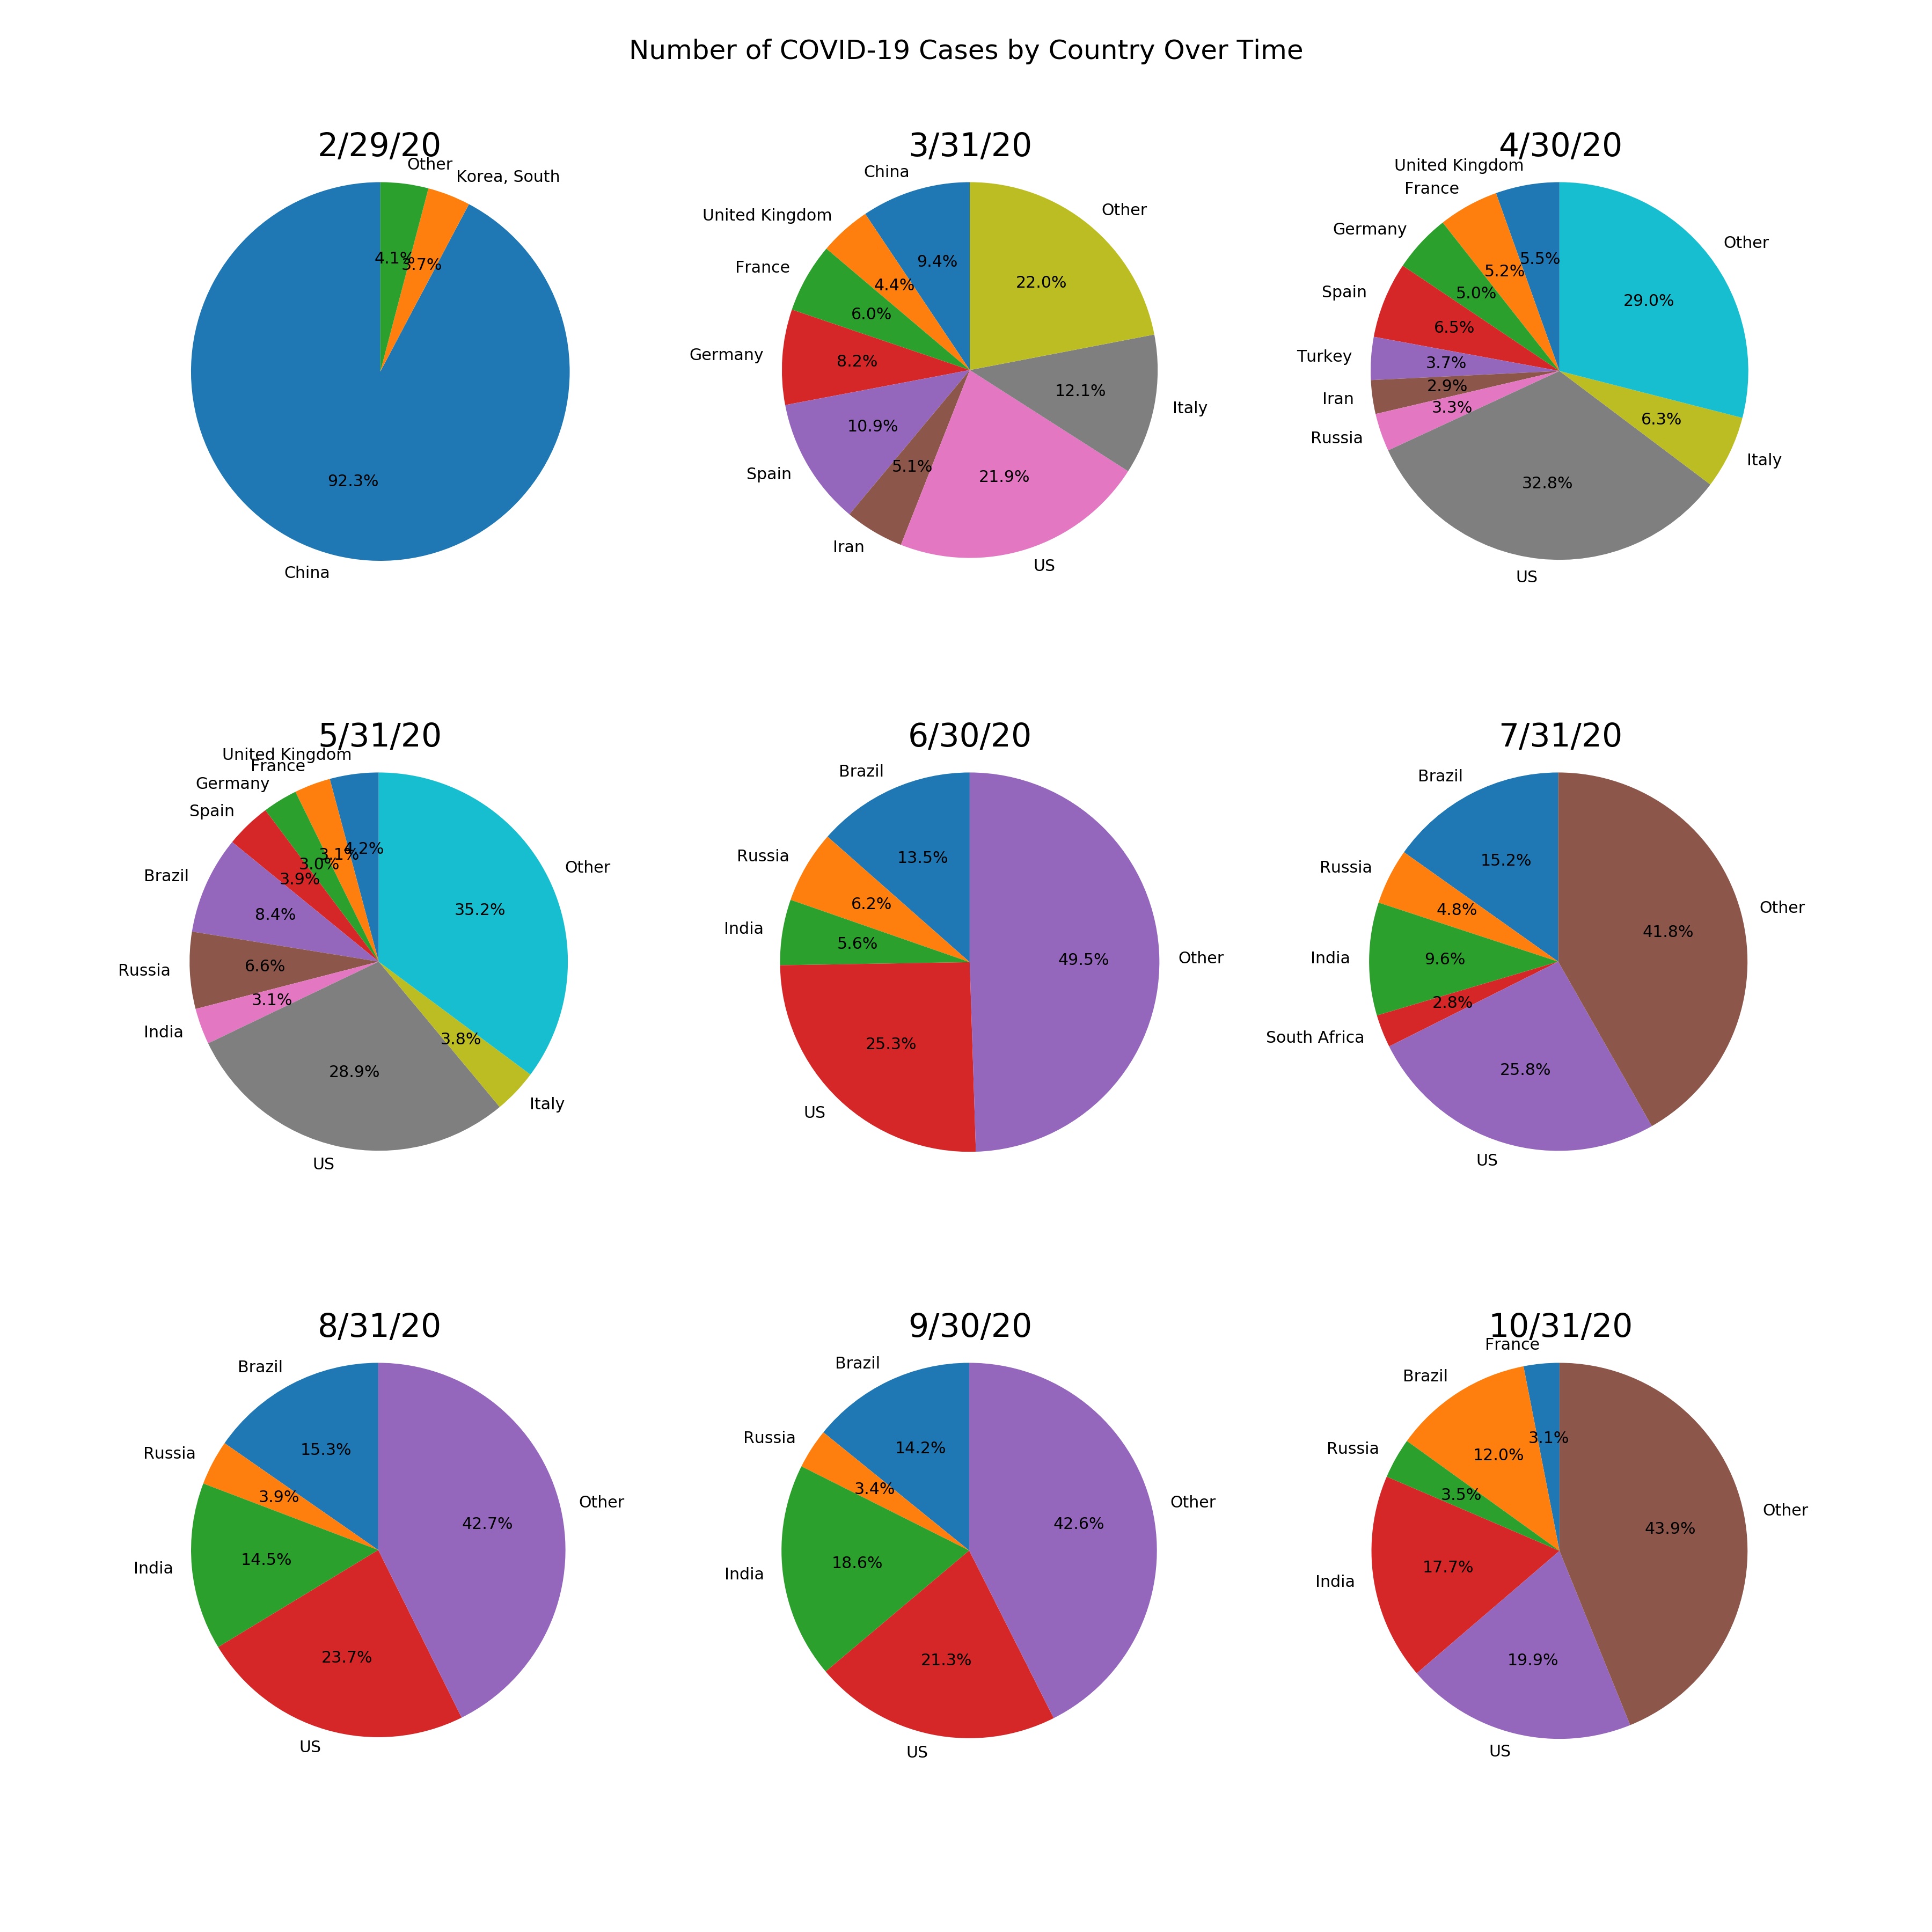 Number of COVID-19 Cases by Country Over Time
2/29/20
Other
Korea, South
4.1%
3.7%
92.3%
China
3/31/20
China
United Kingdom
Other
France
9.4%
4.4%
22.0%
6.0%
Germany
8.2%
12.1%
Italy
10.9%
Spain
5.1%
21.9%
Iran
US
4/30/20
United Kingdom
France
Germany
Other
5.5%
5.2%
5.0%
29.0%
Spain
6.5%
Turkey
3.7%
2.9%
Iran
3.3%
6.3%
Russia
Italy
32.8%
US
5/31/20
United Kingdom
France
Germany
Spain
4.2%
3.1%
3.0%
Other
3.9%
Brazil
8.4%
35.2%
6.6%
Russia
3.1%
India
3.8%
28.9%
Italy
US
6/30/20
Brazil
Russia
13.5%
6.2%
India
5.6%
49.5%
Other
25.3%
US
7/31/20
Brazil
Russia
15.2%
4.8%
Other
41.8%
India
9.6%
2.8%
South Africa
25.8%
US
8/31/20
Brazil
Russia
15.3%
3.9%
Other
42.7%
India
14.5%
23.7%
US
9/30/20
Brazil
Russia
14.2%
3.4%
Other
42.6%
India
18.6%
21.3%
US
10/31/20
France
Brazil
Russia
3.1%
12.0%
3.5%
Other
43.9%
India
17.7%
19.9%
US